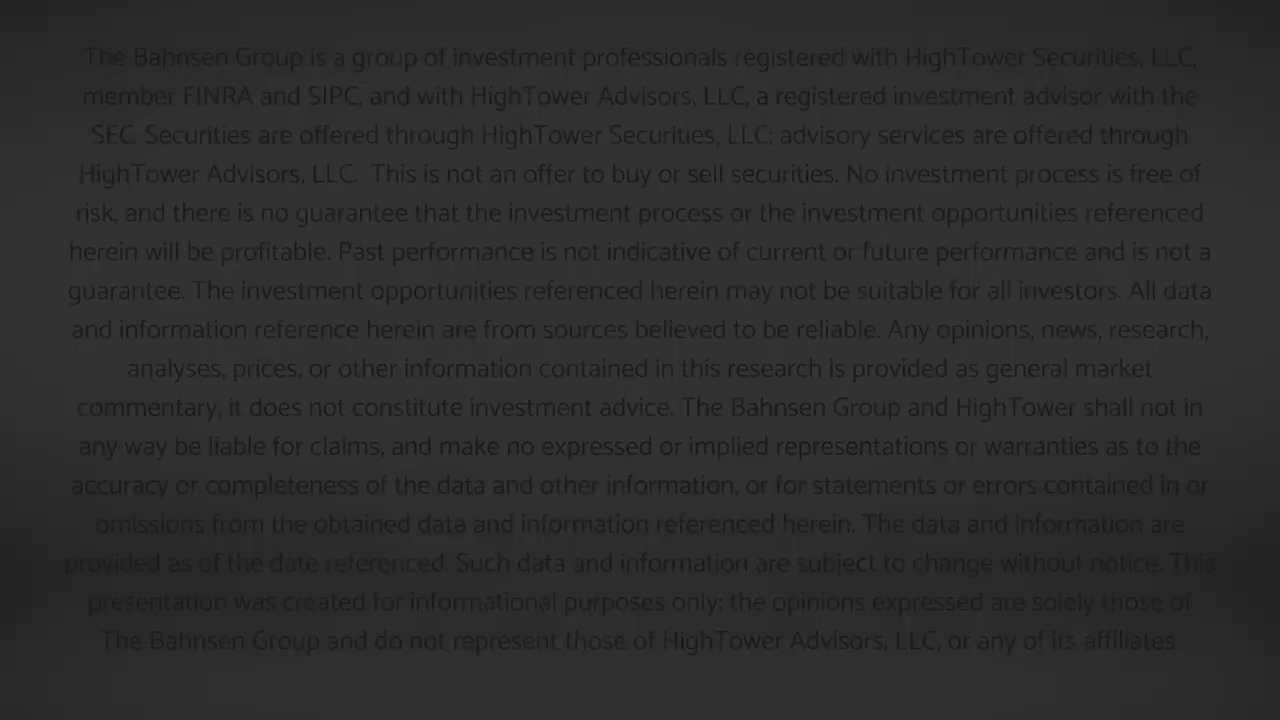 The Bahnsen Group is a group of investment professionals registered with HighTower Securities, LLC,
member FINRA and SIPC, and with HighTower Advisors, LLC, a registered investment advisor with the
SEC. Securities are offered through HighTower Securities, LLC; advisory services are offered through
HighTower Advisors, LLC.  This is not an offer to buy or sell securities. No investment process is free of
risk, and there is no guarantee that the investment process or the investment opportunities referenced
herein will be profitable. Past performance is not indicative of current or future performance and is not a
guarantee. The investment opportunities referenced herein may not be suitable for all investors. All data
and information reference herein are from sources believed to be reliable. Any opinions, news, research,
analyses, prices, or other information contained in this research is provided as general market
commentary, it does not constitute investment advice. The Bahnsen Group and HighTower shall not in
any way be liable for claims, and make no expressed or implied representations or warranties as to the
accuracy or completeness of the data and other information, or for statements or errors contained in or
omissions from the obtained data and information referenced herein. The data and information are
provided as of the date referenced. Such data and information are subject to change without notice. This
presentation was created for informational purposes only; the opinions expressed are solely those of
The Bahnsen Group and do not represent those of HighTower Advisors, LLC, or any of its affiliates